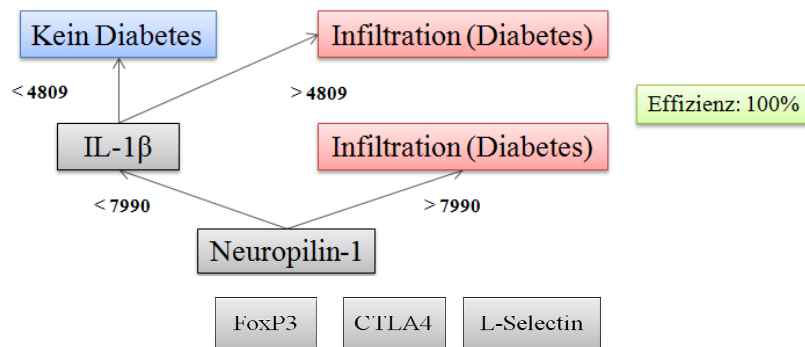 Kein Diabetes
Infiltration (Diabetes)
< 4809
> 4809
Effizienz: 100%
IL-1β
Infiltration (Diabetes)
< 7990
> 7990
Neuropilin-1
FoxP3
CTLA4
L-Selectin